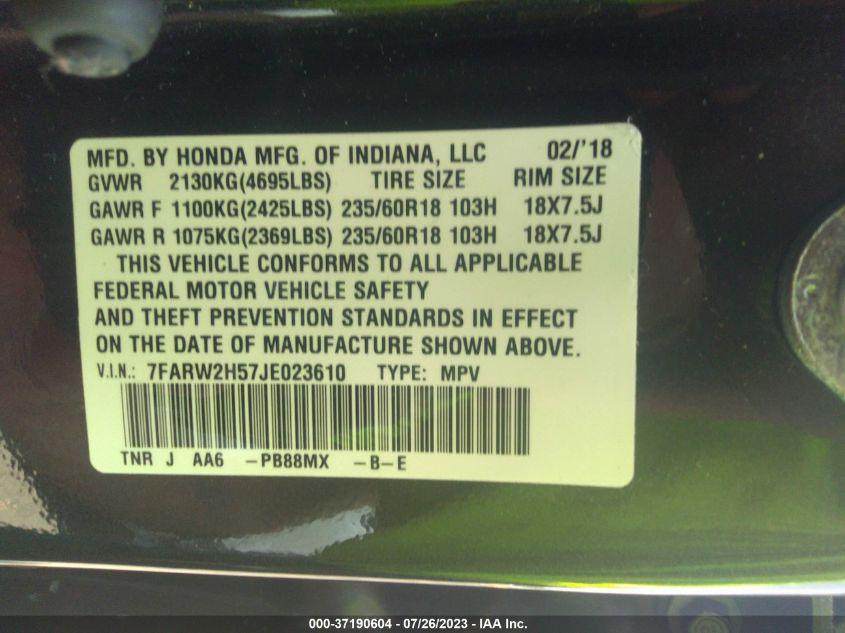 MFD. BY HONDA MFG. OF INDIANA, LLC 02/'18
GVWR 2130KG(4695LBS) TIRE SIZE RIM SIZE
GAWR F 1100KG(2425LBS) 235/60R18 103H 18X7.5J
GAWR R 1075KG(2369LBS) 235/60R18 103H 18X7.5J
THIS VEHICLE CONFORMS TO ALL APPLICABLE
FEDERAL MOTOR VEHICLE SAFETY
AND THEFT PREVENTION STANDARDS IN EFFECT
ON THE DATE OF MANUFACTURE SHOWN ABOVE.
V.I.N.: 7FARW2H57JE023610 TYPE: MPV
TNR J AA6 -PB88MX -B-E
000-37190604 - 07/26/2023 - IAA Inc.